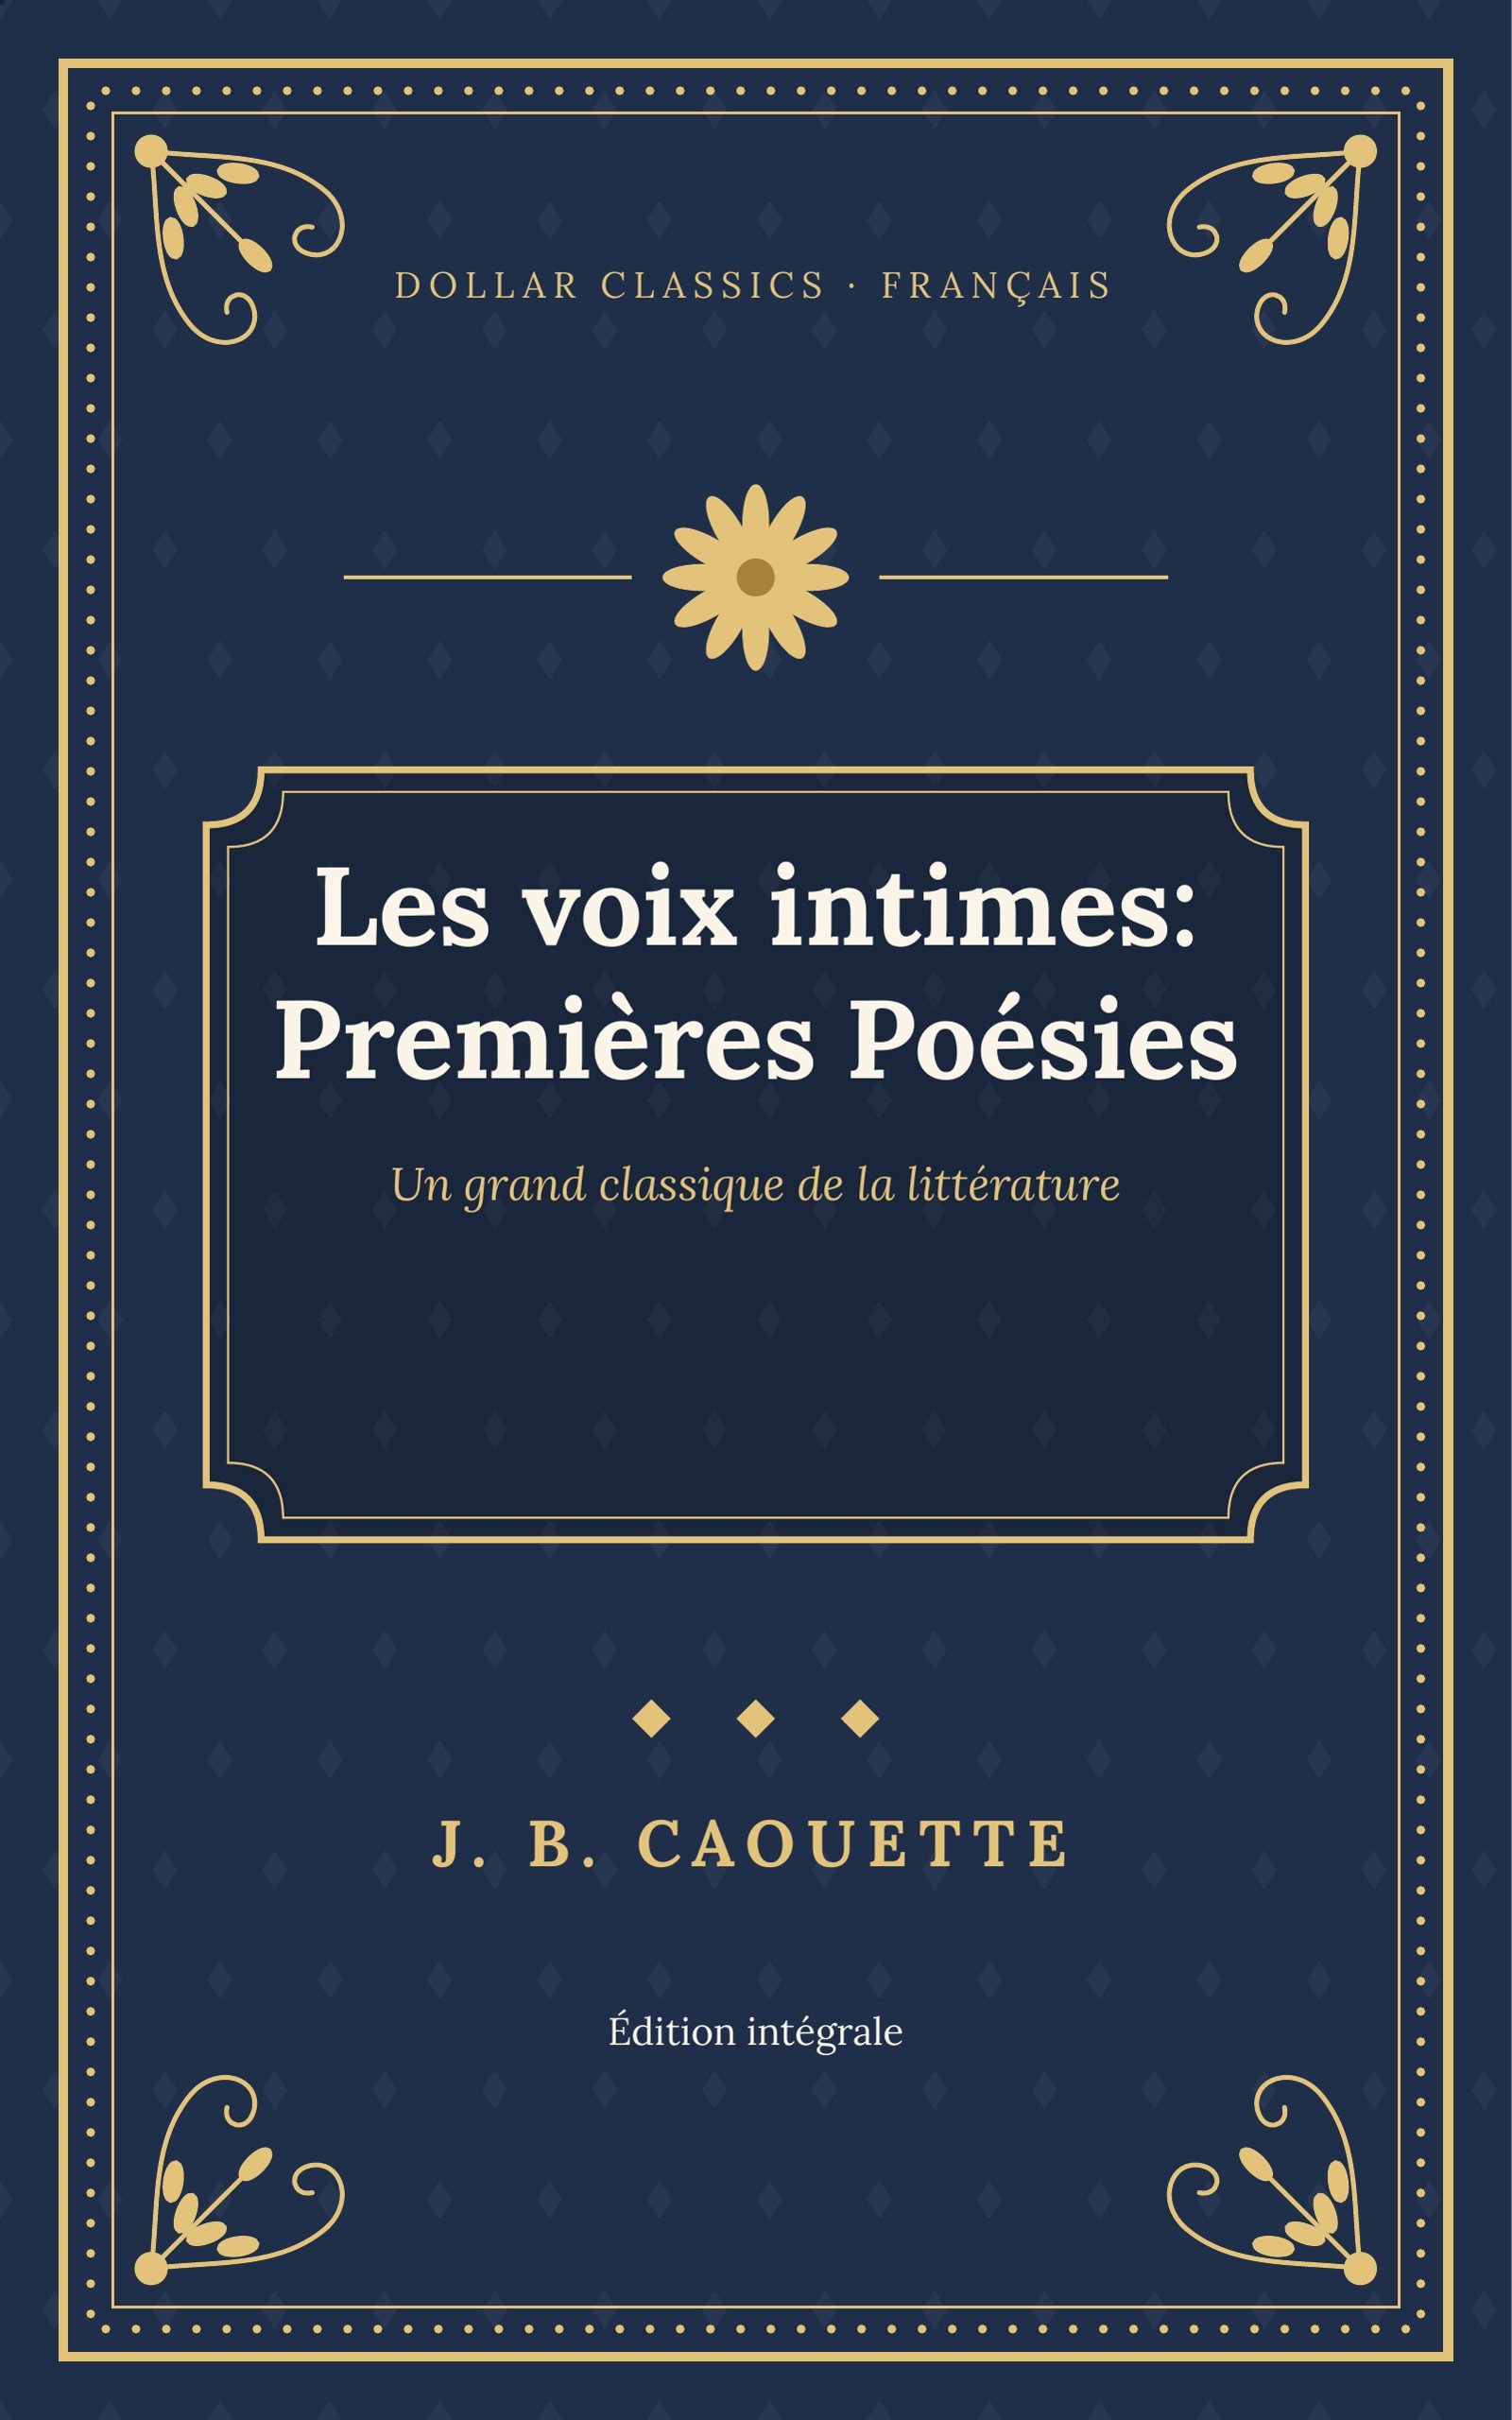 DOLLAR CLASSICS · FRANÇAIS
Les voix intimes:
Premières Poésies
Un grand classique de la littérature
J. B. CAOUETTE
Édition intégrale